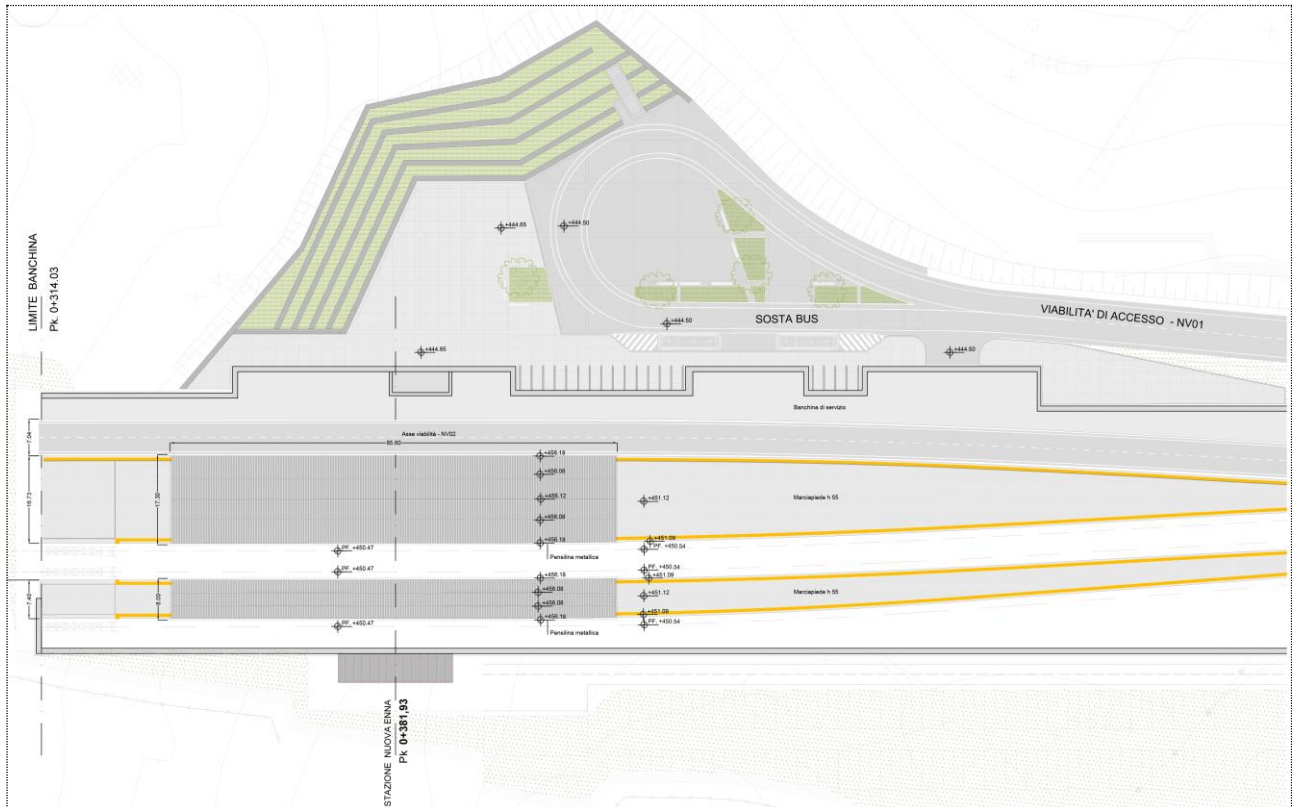 446.0
LIMITE BANCHINA
Pk. 0+314.03
+444.65
+444.50
+444.50
SOSTA BUS
VIABILITA' DI ACCESSO - NV01
+444.65
+444.50
Banchina di servizio
7.04
Asse viabilità - NV02
85.60
+456.18
+456.08
16.73
17.30
+456.12
+451.12
Marciapiede h 55
+456.08
+456.18
+451.09
PF. +450.47
Pensilina metallica
PF. +450.54
PF. +450.47
+456.18
PF. +450.54
+451.09
7.40
8.00
+456.08
+451.12
Marciapiede h 55
+456.08
+456.18
+451.09
PF. +450.47
Pensilina metallica
PF. +450.54
STAZIONE NUOVA ENNA
Pk 0+381,93